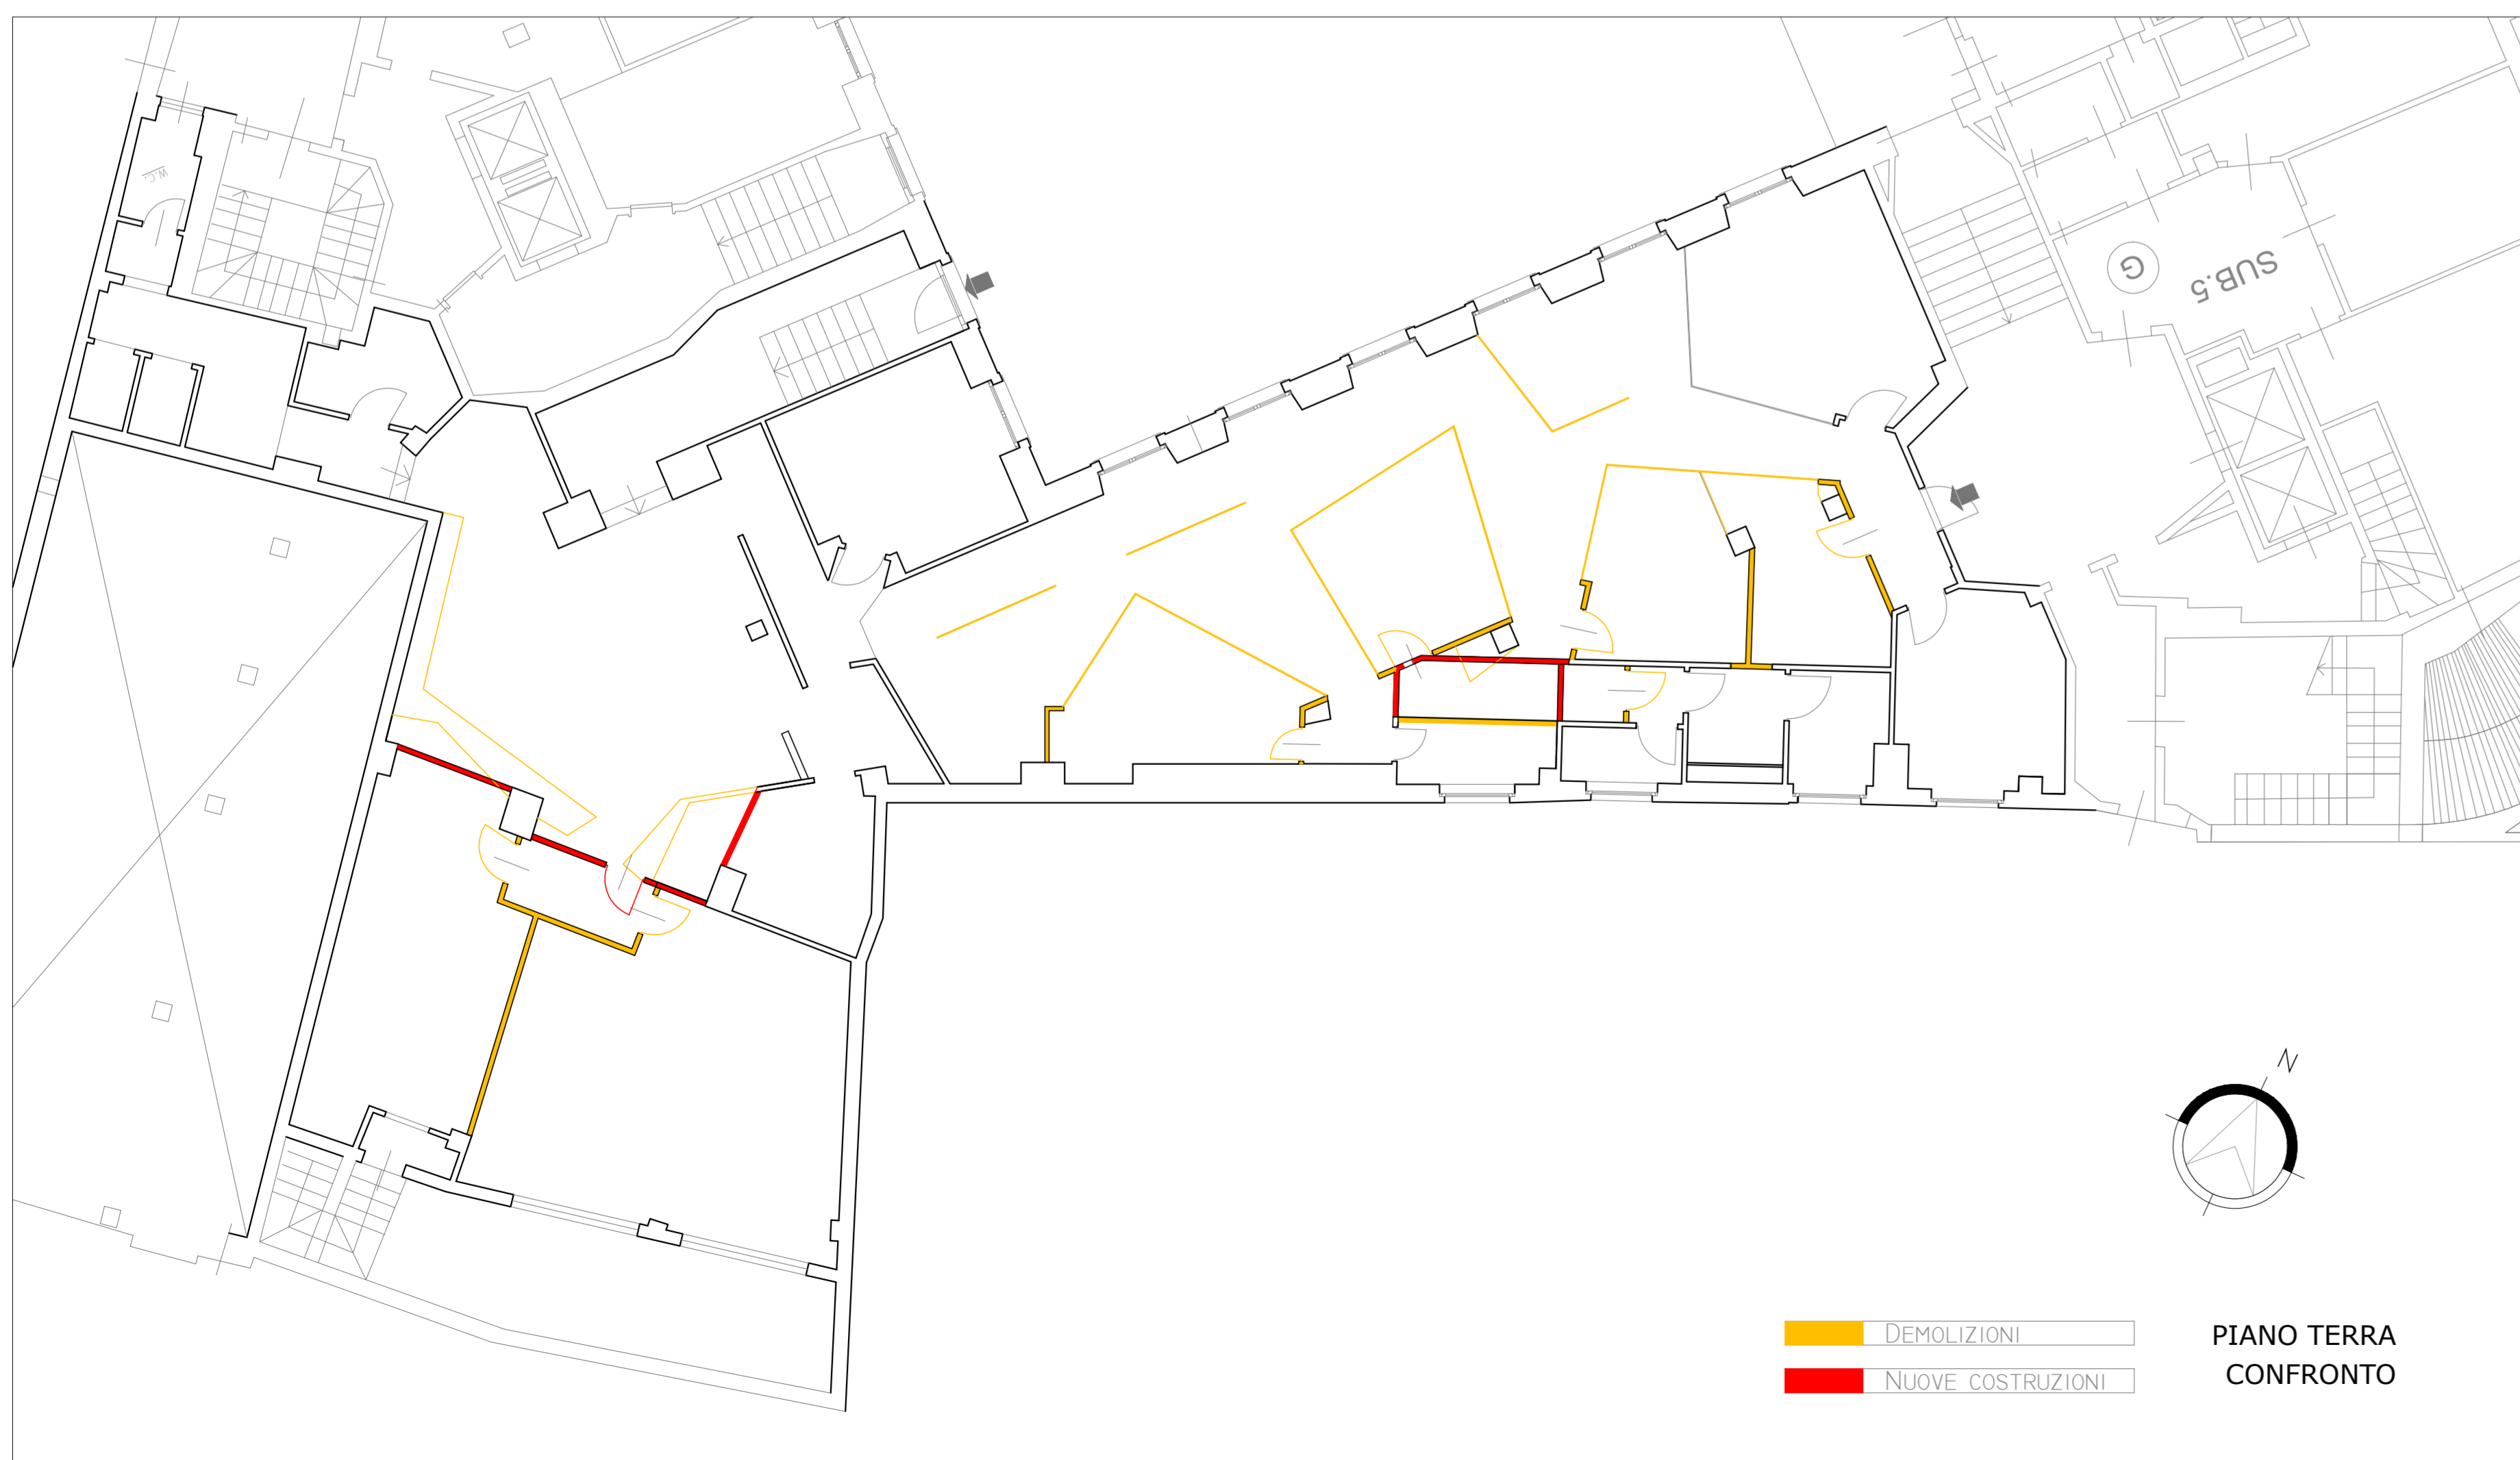 W.C.
G
SUB.5
N
DEMOLIZIONI
NUOVE COSTRUZIONI
PIANO TERRA
CONFRONTO